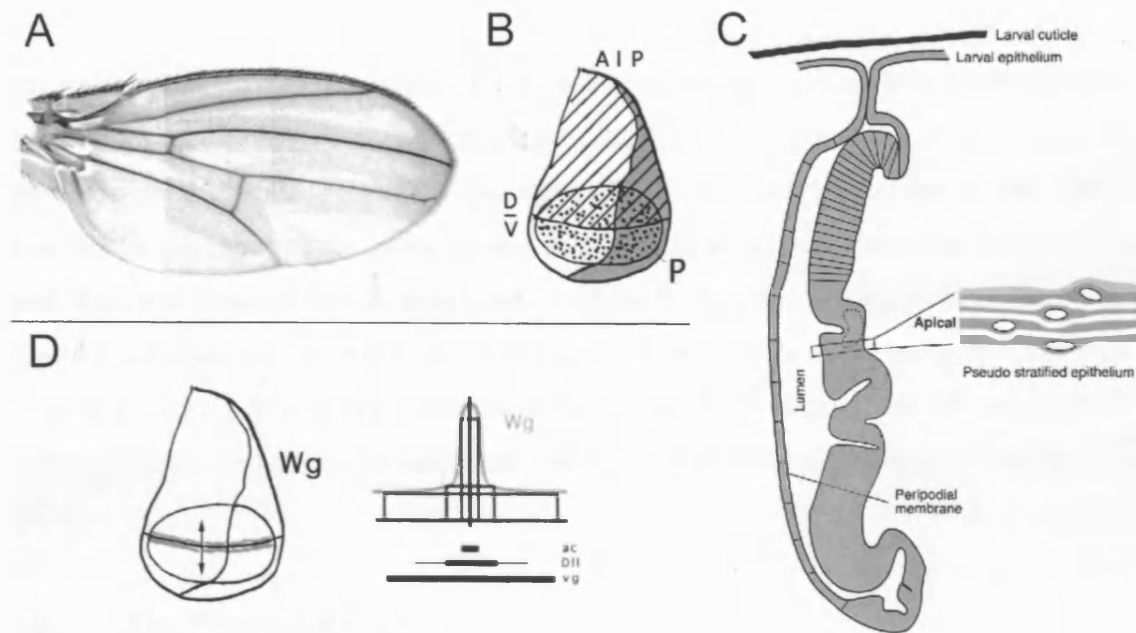 A
B
A I P
D
V
P
C
Larval cuticle
Larval epithelium
Apical
Lumen
Pseudo stratified epithelium
Peripodial
membrane
D
Wg
Wg
ac
Dll
vg